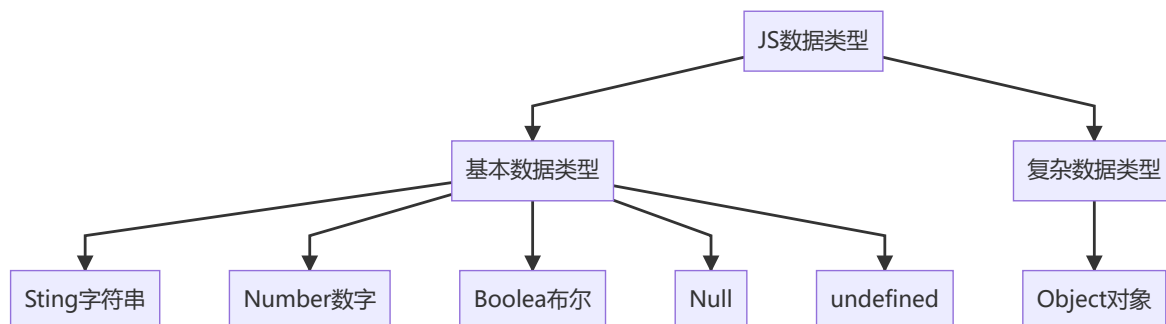 JS数据类型
基本数据类型
复杂数据类型
Sting字符串
Number数字
Boolea布尔
Null
undefined
Object对象